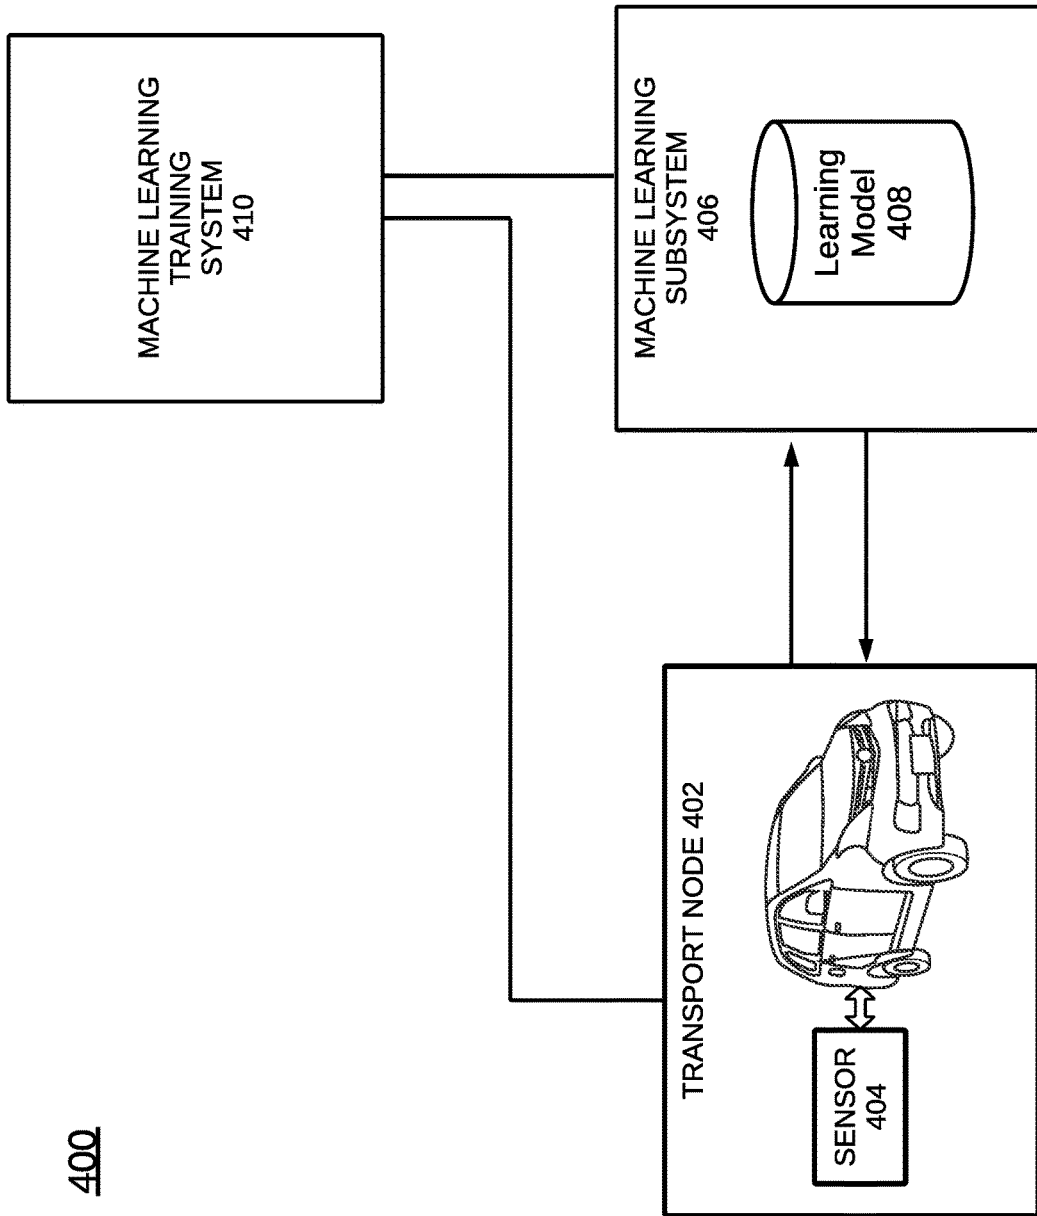 400
MACHINE LEARNING
TRAINING
SYSTEM
410
TRANSPORT NODE 402
SENSOR
404
MACHINE LEARNING
SUBSYSTEM
406
Learning
Model
408